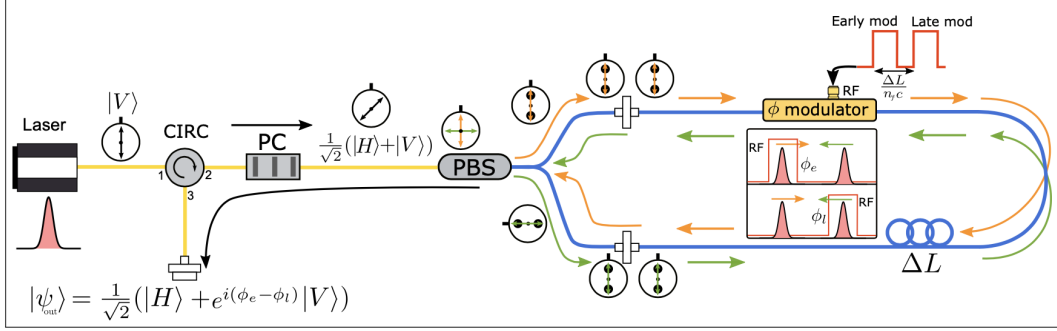 Early mod Late mod
ΔL / n_f c
RF
|V⟩
Laser
CIRC
1 2
3
PC
1/√2(|H⟩+|V⟩)
PBS
ϕ modulator
RF ϕ_e
RF
ϕ_l
ΔL
|ψ_out⟩ = 1/√2(|H⟩ + e^{i(ϕ_e−ϕ_l)}|V⟩)